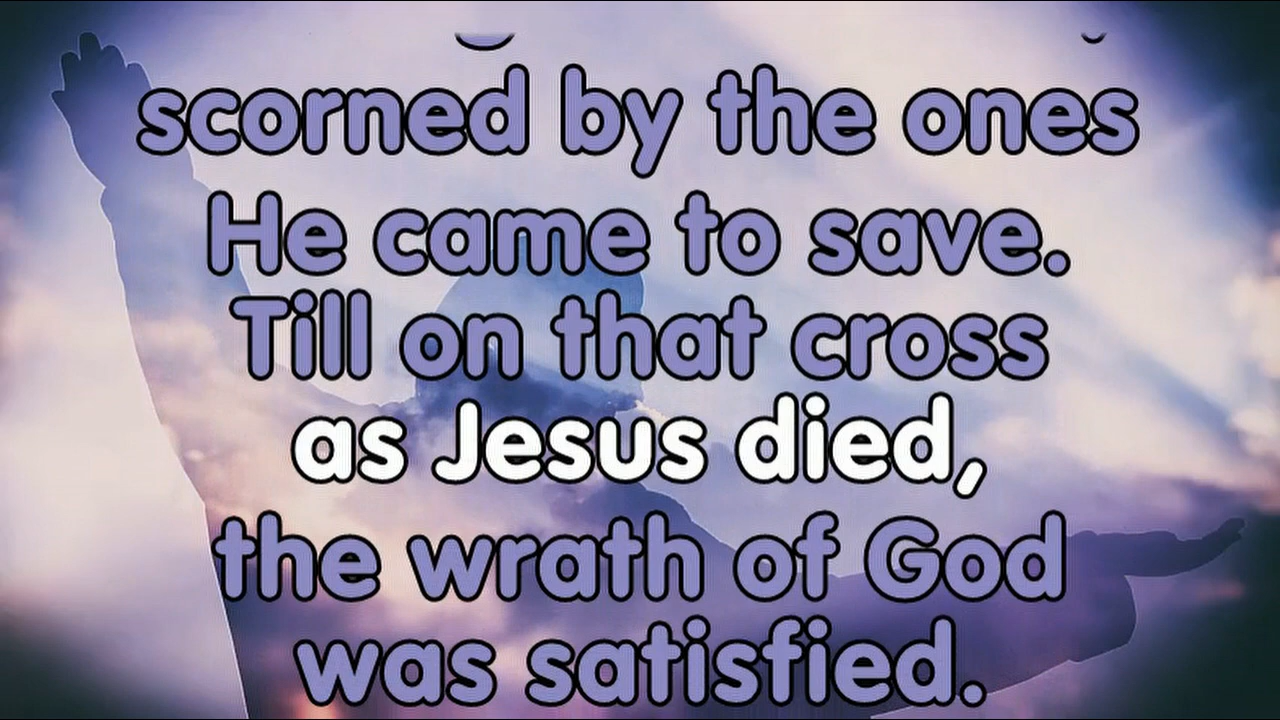 scorned by the ones
He came to save.
Till on that cross
as Jesus died,
the wrath of God
was satisfied.